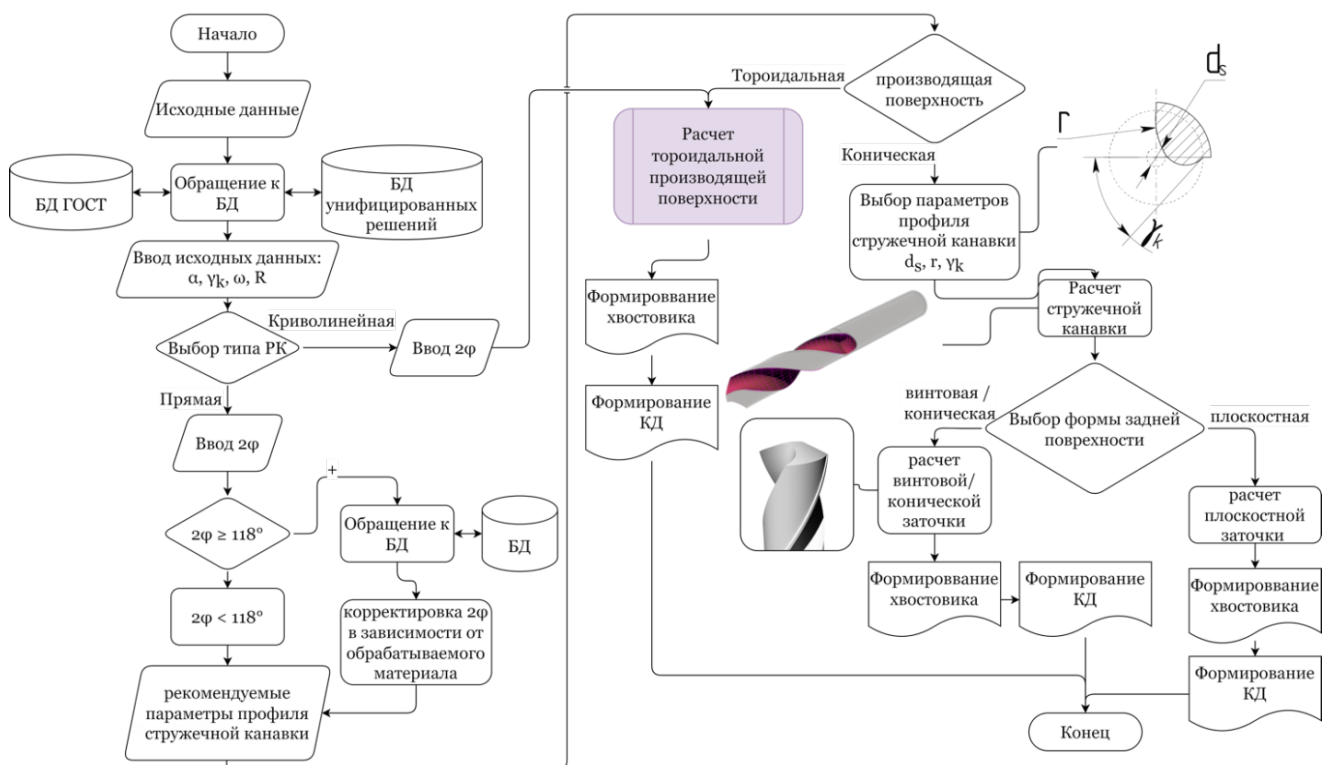 Начало
Исходные данные
БД ГОСТ
Обращение к
БД
БД
унифицированных
решений
Ввод исходных данных:
α, γk, ω, R
Выбор типа РК
Криволинейная
Ввод 2φ
Прямая
Ввод 2φ
2φ ≥ 118°
+
Обращение к
БД
БД
2φ < 118°
корректировка 2φ
в зависимости от
обрабатываемого
материала
рекомендуемые
параметры профиля
стружечной канавки
производящая
поверхность
Тороидальная
Расчет
тороидальной
производящей
поверхности
Коническая
Выбор параметров
профиля
стружечной канавки
ds, r, γk
ds
r
γk
Формироввание
хвостовика
Формирование
КД
Расчет
стружечной
канавки
Выбор формы задней
поврехности
винтовая /
коническая
плоскостная
расчет
винтовой/
конической
заточки
расчет
плоскостной
заточки
Формироввание
хвостовика
Формирование
КД
Формироввание
хвостовика
Формирование
КД
Конец